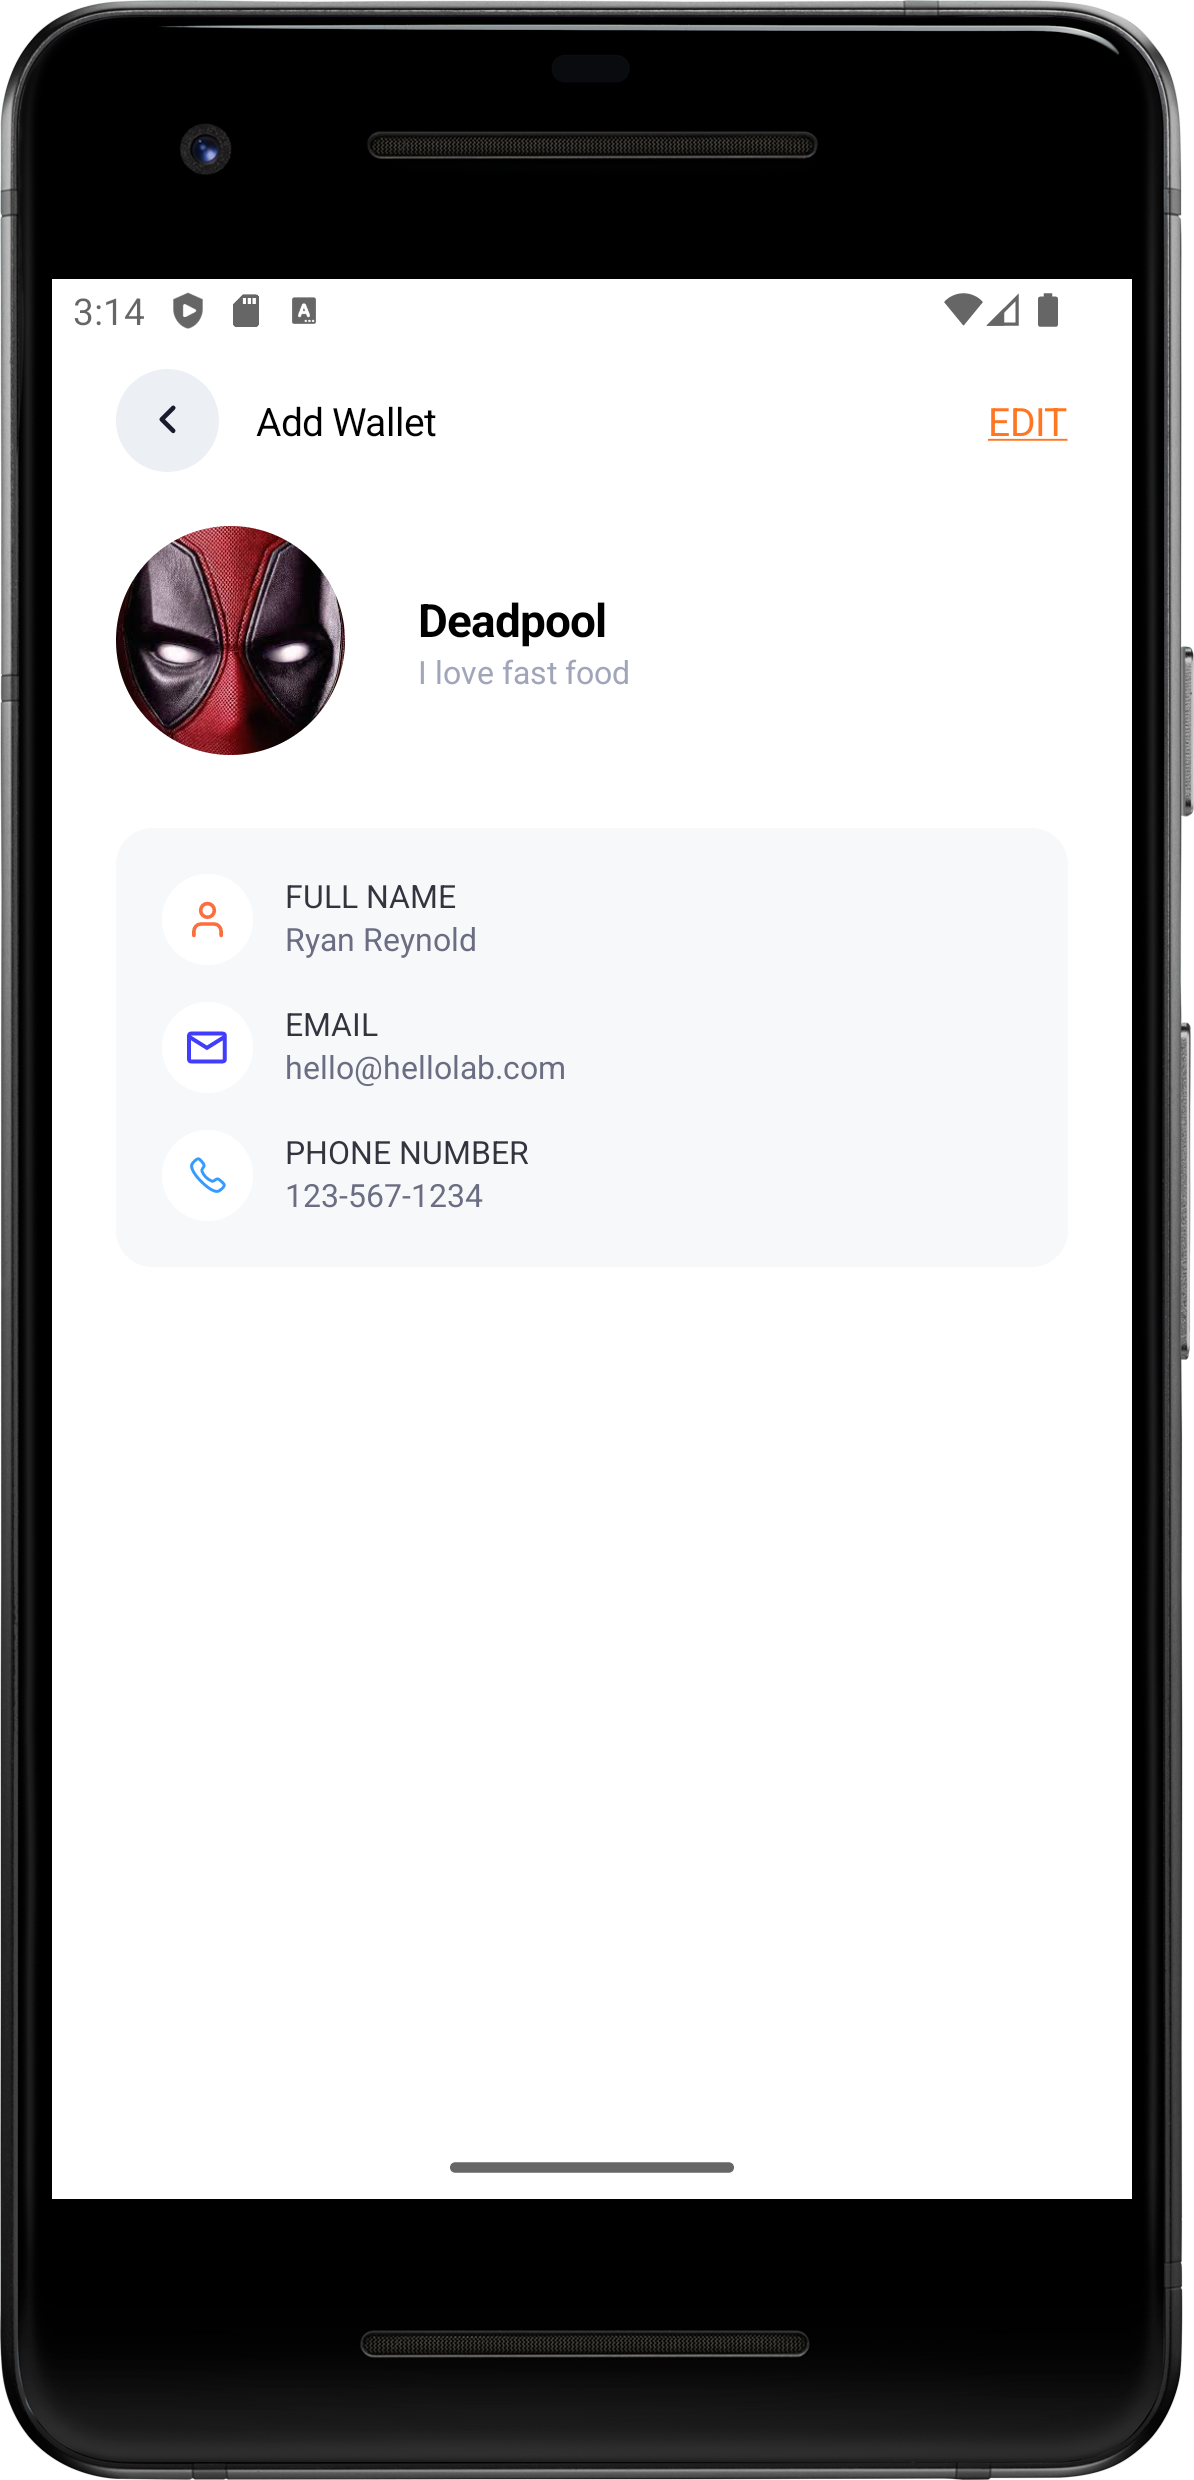 3:14
Add Wallet
EDIT
Deadpool
I love fast food
FULL NAME
Ryan Reynold
EMAIL
hello@hellolab.com
PHONE NUMBER
123-567-1234